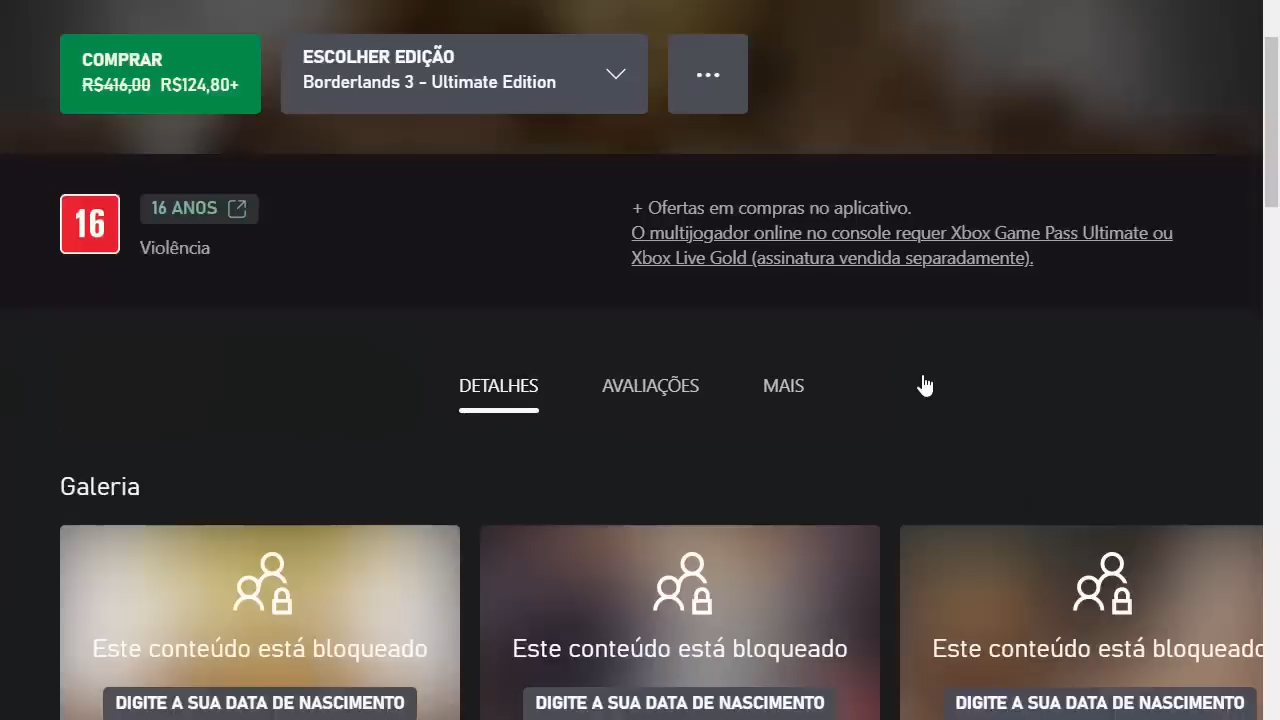 COMPRAR
R$416,00 R$124,80+
ESCOLHER EDIÇÃO
Borderlands 3 - Ultimate Edition
16
16 ANOS
Violência
+ Ofertas em compras no aplicativo.
O multijogador online no console requer Xbox Game Pass Ultimate ou
Xbox Live Gold (assinatura vendida separadamente).
DETALHES AVALIAÇÕES MAIS
Galeria
Este conteúdo está bloqueado Este conteúdo está bloqueado Este conteúdo está bloqueado
DIGITE A SUA DATA DE NASCIMENTO DIGITE A SUA DATA DE NASCIMENTO DIGITE A SUA DATA DE NASCIMENTO